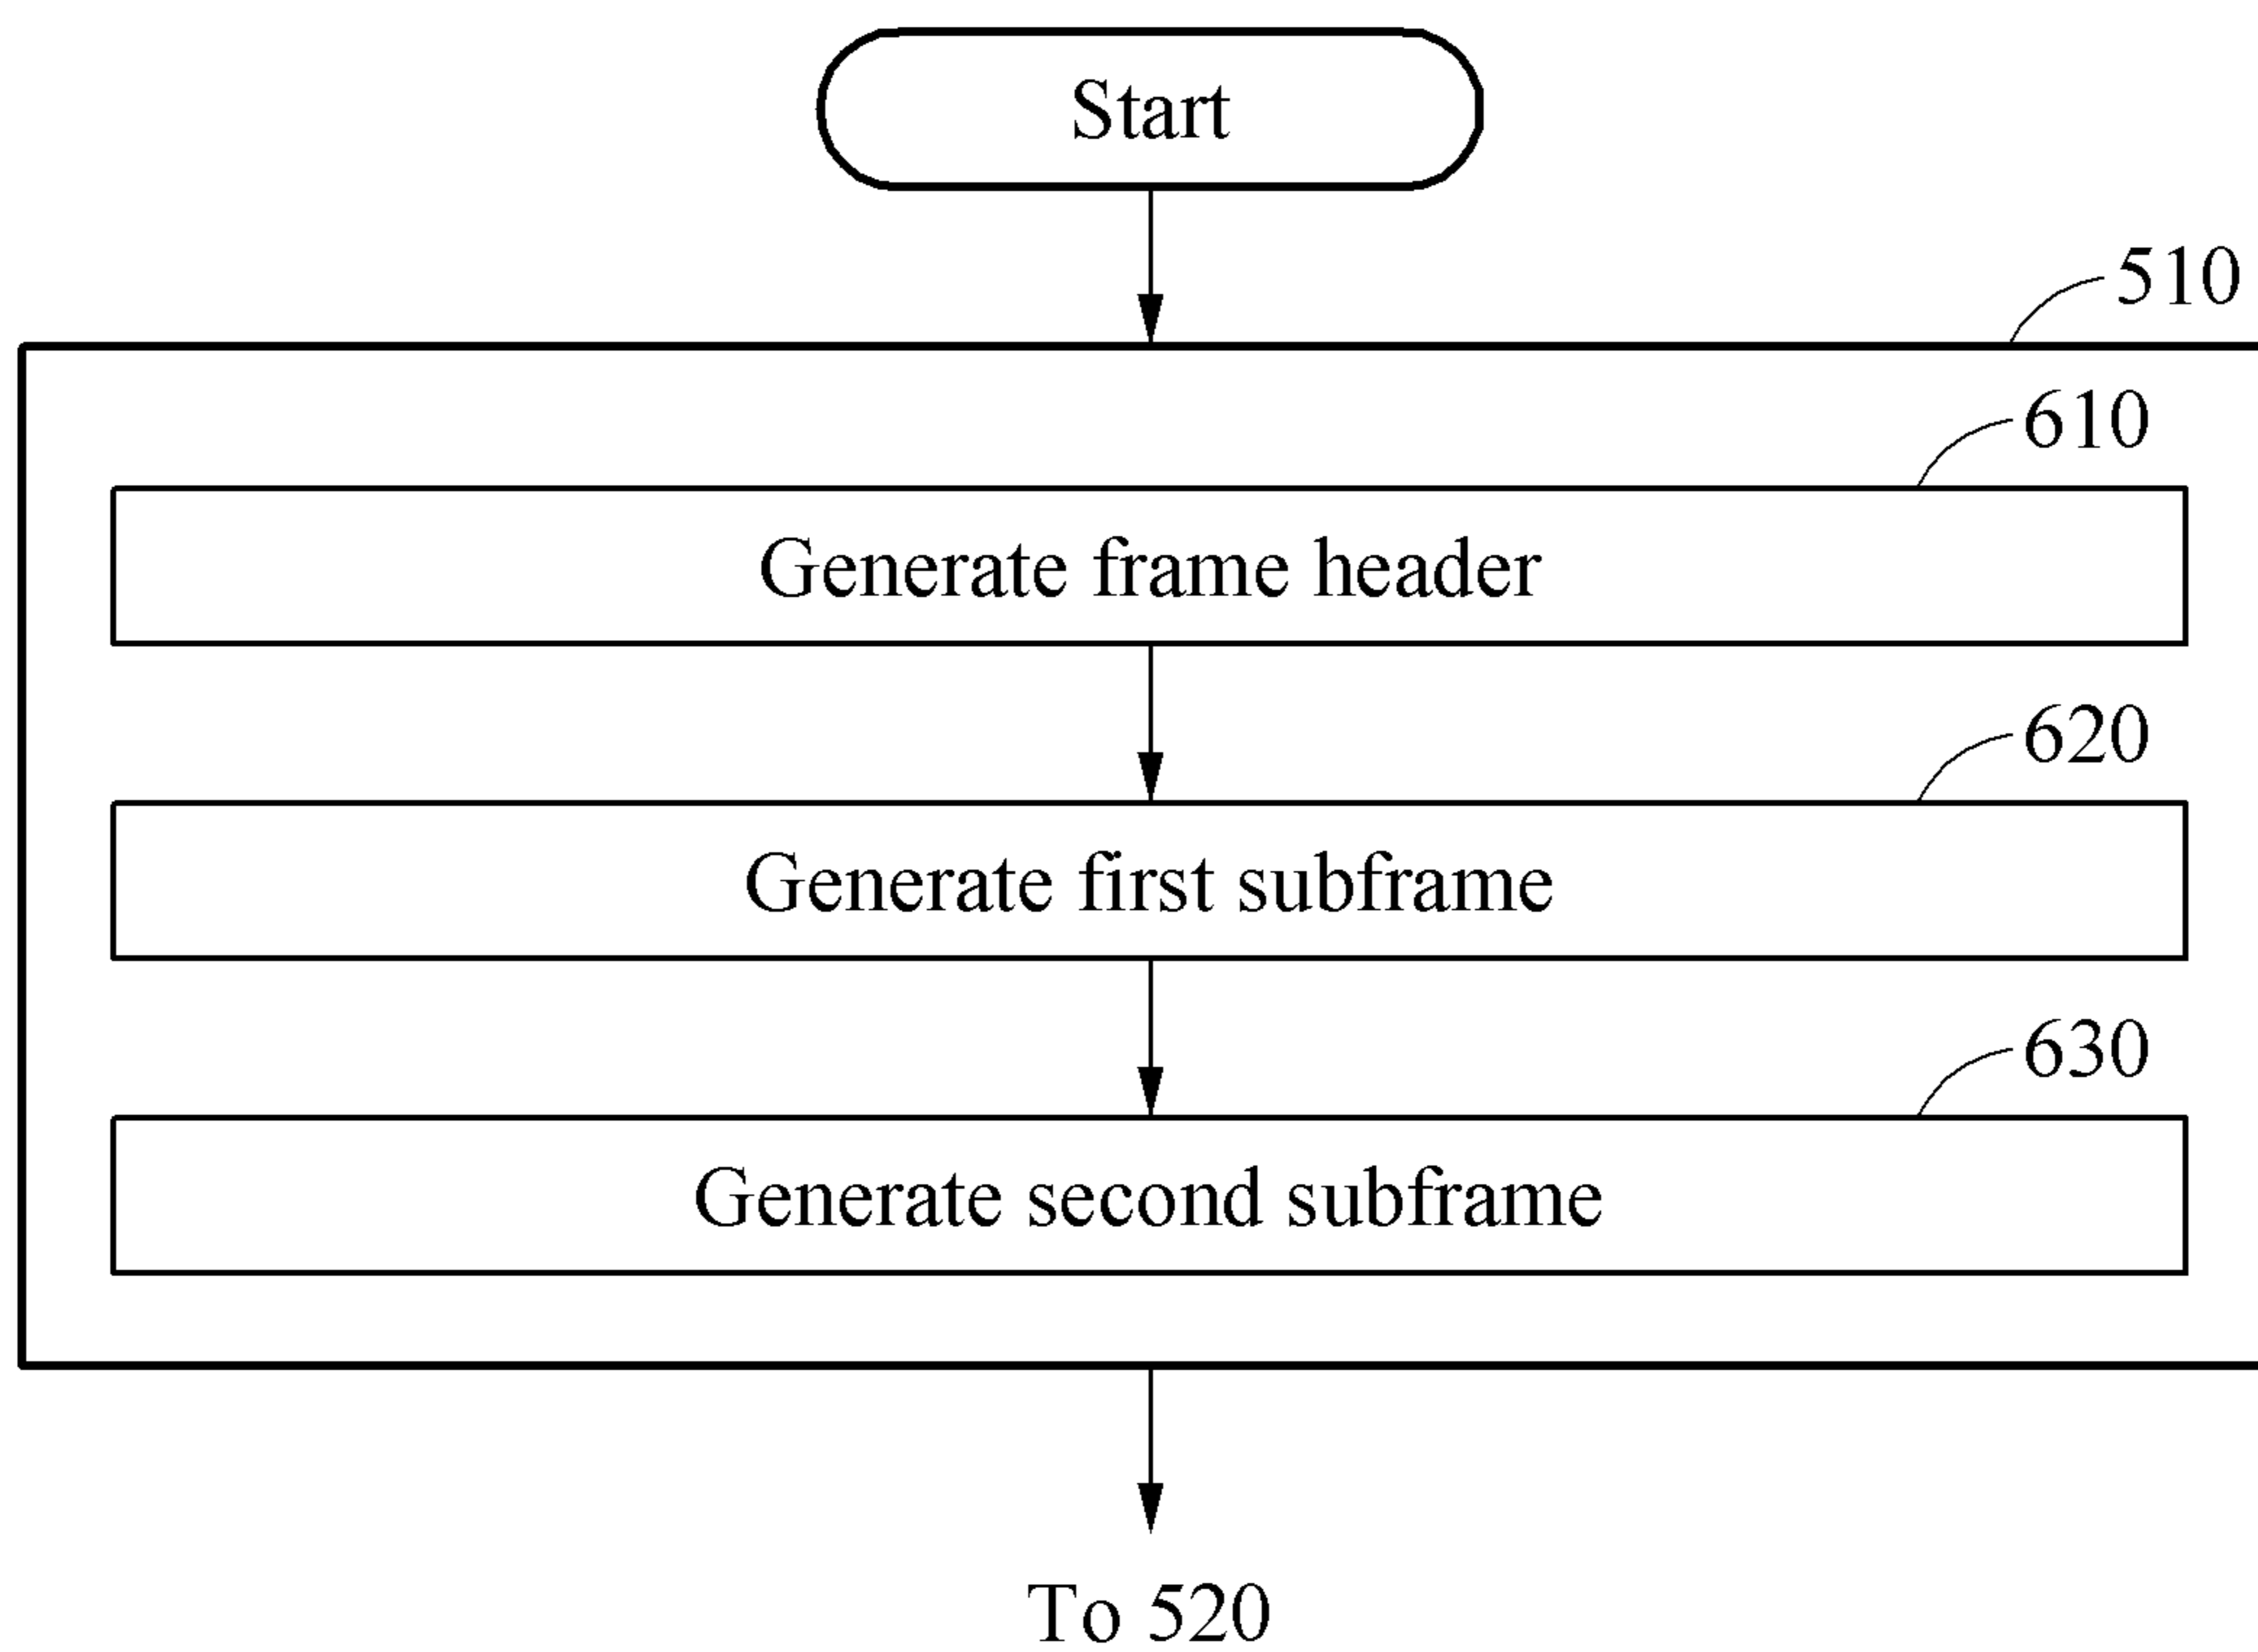 Start
510
610
Generate frame header
620
Generate first subframe
630
Generate second subframe
To 520